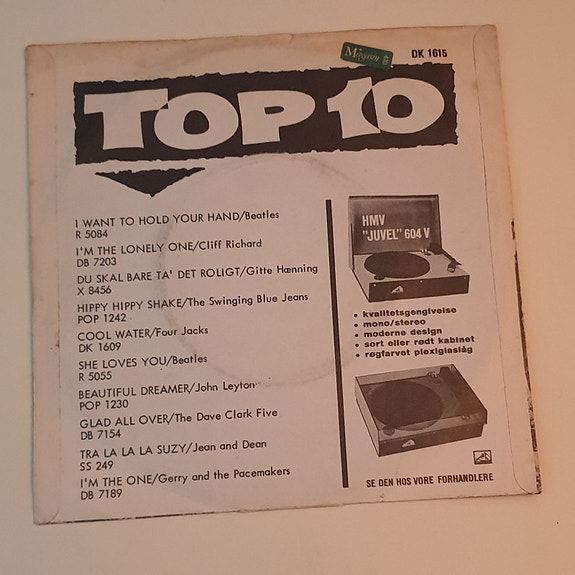 Magasin
DK 1615
TOP 10
I WANT TO HOLD YOUR HAND/Beatles
R 5084
I'M THE LONELY ONE/Cliff Richard
DB 7203
DU SKAL BARE TA' DET ROLIGT/Gitte Hænning
X 8456
HIPPY HIPPY SHAKE/The Swinging Blue Jeans
POP 1242
COOL WATER/Four Jacks
DK 1609
SHE LOVES YOU/Beatles
R 5055
BEAUTIFUL DREAMER/John Leyton
POP 1230
GLAD ALL OVER/The Dave Clark Five
DB 7154
TRA LA LA LA SUZY/Jean and Dean
SS 249
I'M THE ONE/Gerry and the Pacemakers
DB 7189
HMV
"JUVEL" 604 V
• kvalitetsgengivelse
• mono/stereo
• moderne design
• sort eller rødt kabinet
• røgfarvet plexiglaslåg
SE DEN HOS VORE FORHANDLERE